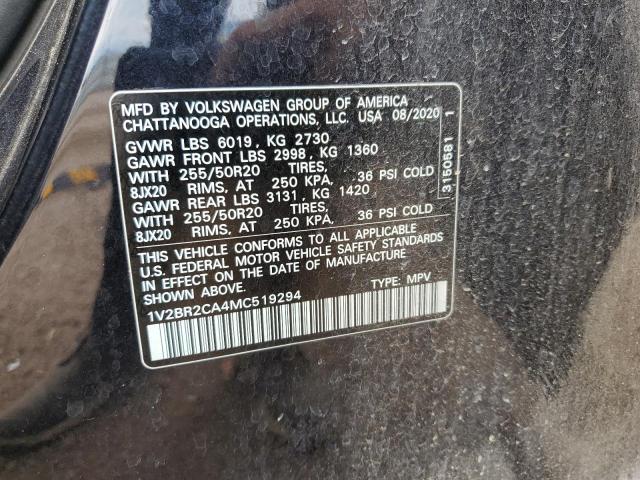 MFD BY VOLKSWAGEN GROUP OF AMERICA
CHATTANOOGA OPERATIONS, LLC. USA 08/2020
GVWR LBS 6019, KG 2730
GAWR FRONT LBS 2998, KG 1360
WITH 255/50R20 TIRES,
8JX20 RIMS, AT 250 KPA, 36 PSI COLD
GAWR REAR LBS 3131, KG 1420
WITH 255/50R20 TIRES,
8JX20 RIMS, AT 250 KPA, 36 PSI COLD
THIS VEHICLE CONFORMS TO ALL APPLICABLE
U.S. FEDERAL MOTOR VEHICLE SAFETY STANDARDS
IN EFFECT ON THE DATE OF MANUFACTURE
SHOWN ABOVE.
1V2BR2CA4MC519294 TYPE: MPV
3150581 1